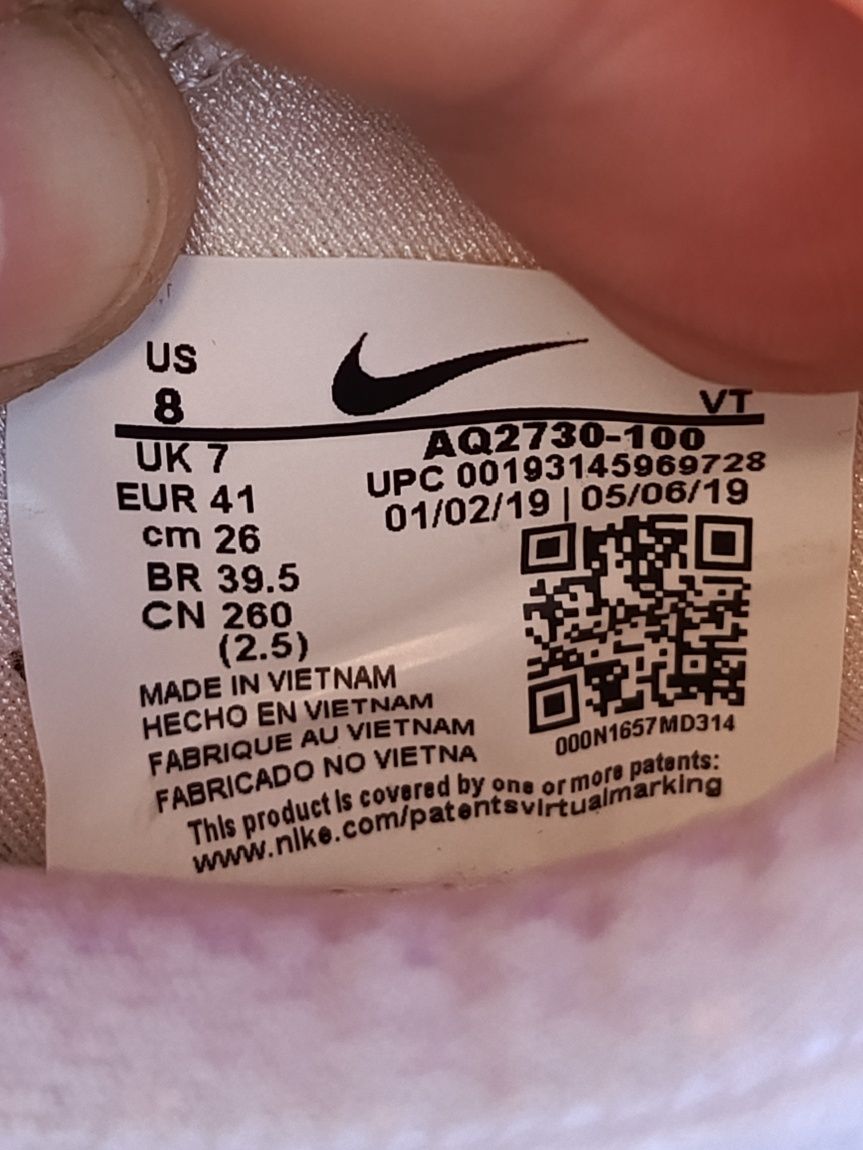 US
8
VT
UK 7
AQ2730-100
EUR 41
UPC 00193145969728
cm 26
01/02/19 | 05/06/19
BR 39.5
CN 260
(2.5)
MADE IN VIETNAM
HECHO EN VIETNAM
FABRIQUE AU VIETNAM
FABRICADO NO VIETNA
000N1657MD314
This product is covered by one or more patents:
www.nike.com/patentsvirtualmarking